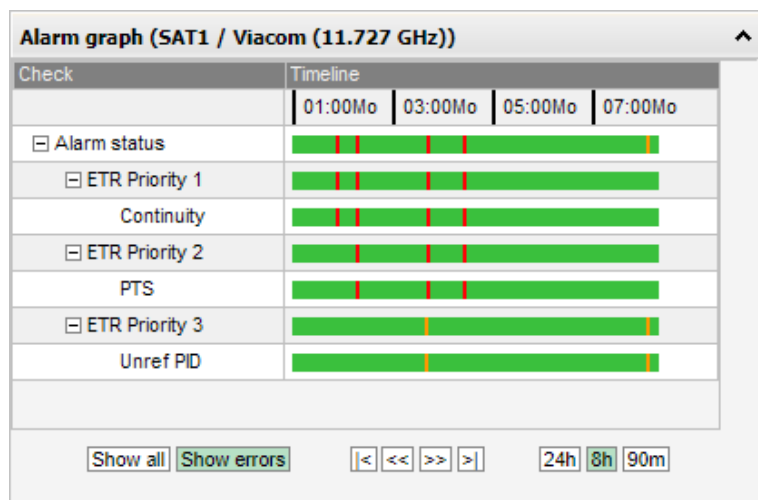 Alarm graph (SAT1 / Viacom (11.727 GHz))
Check Timeline
01:00Mo 03:00Mo 05:00Mo 07:00Mo
Alarm status
ETR Priority 1
Continuity
ETR Priority 2
PTS
ETR Priority 3
Unref PID
Show all Show errors |< << >> >| 24h 8h 90m